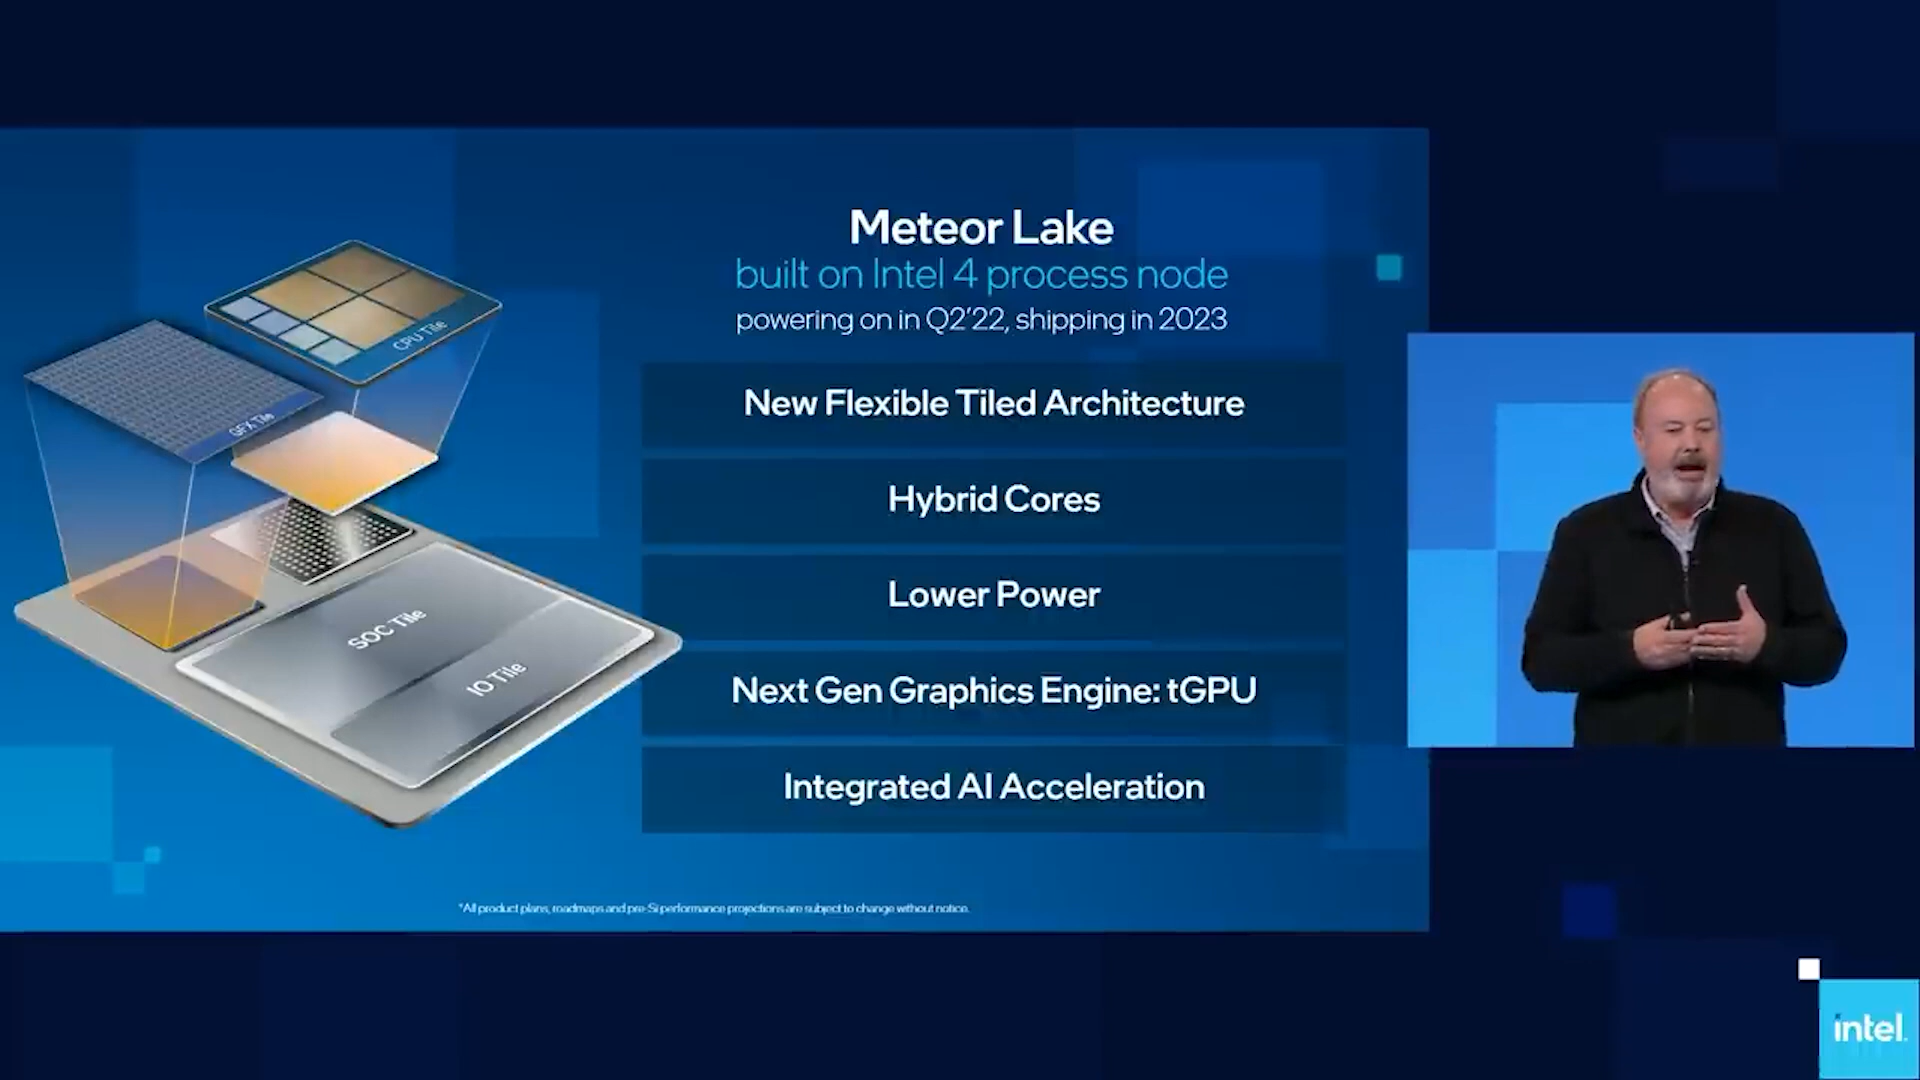 Meteor Lake
built on Intel 4 process node
powering on in Q2'22, shipping in 2023
New Flexible Tiled Architecture
Hybrid Cores
Lower Power
Next Gen Graphics Engine: tGPU
Integrated AI Acceleration
CPU Tile
GFX Tile
SOC Tile
IO Tile
*All product plans, roadmaps and pre-Si performance projections are subject to change without notice.
intel.